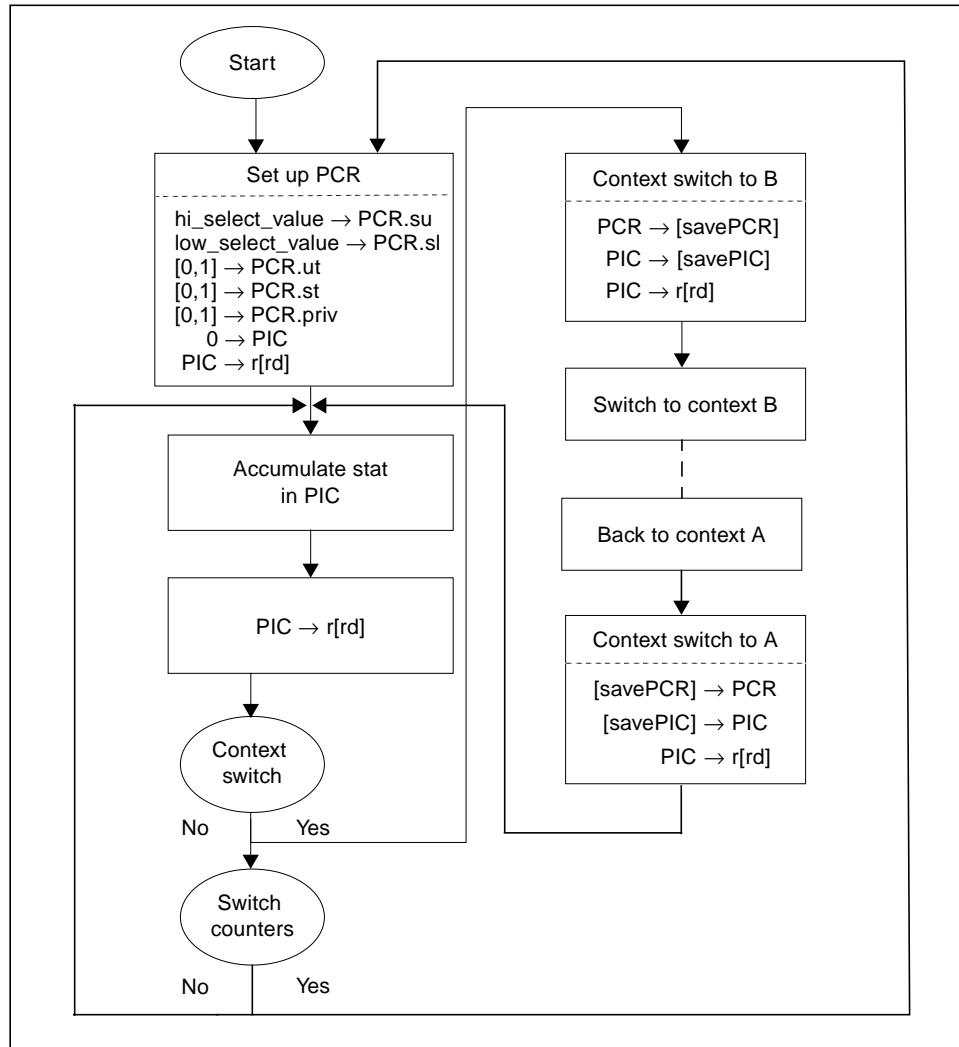 Start
Set up PCR
hi_select_value → PCR.su
low_select_value → PCR.sl
[0,1] → PCR.ut
[0,1] → PCR.st
[0,1] → PCR.priv
0 → PIC
PIC → r[rd]
Accumulate stat
in PIC
PIC → r[rd]
Context
switch
No Yes
Switch
counters
No Yes
Context switch to B
PCR → [savePCR]
PIC → [savePIC]
PIC → r[rd]
Switch to context B
Back to context A
Context switch to A
[savePCR] → PCR
[savePIC] → PIC
PIC → r[rd]